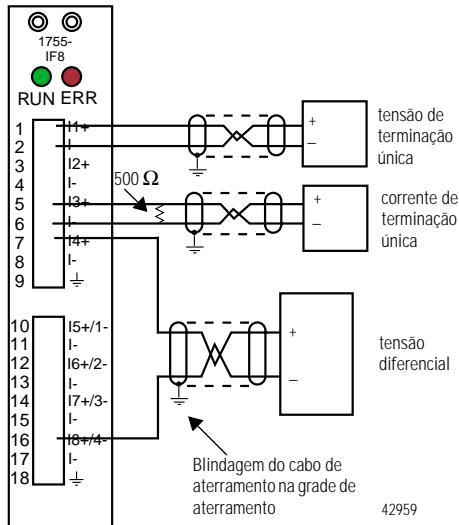 1755-
IF8
RUN ERR
1 I1+
2 I-
3 I2+
4 I-
5 I3+
6 I-
7 I4+
8 I-
9
10 I5+/1-
11 I-
12 I6+/2-
13 I-
14 I7+/3-
15 I-
16 I8+/4-
17 I-
18
500 Ω
+
–
tensão de
terminação
única
+
–
corrente de
terminação
única
+
–
tensão
diferencial
Blindagem do cabo de
aterramento na grade de
aterramento
42959